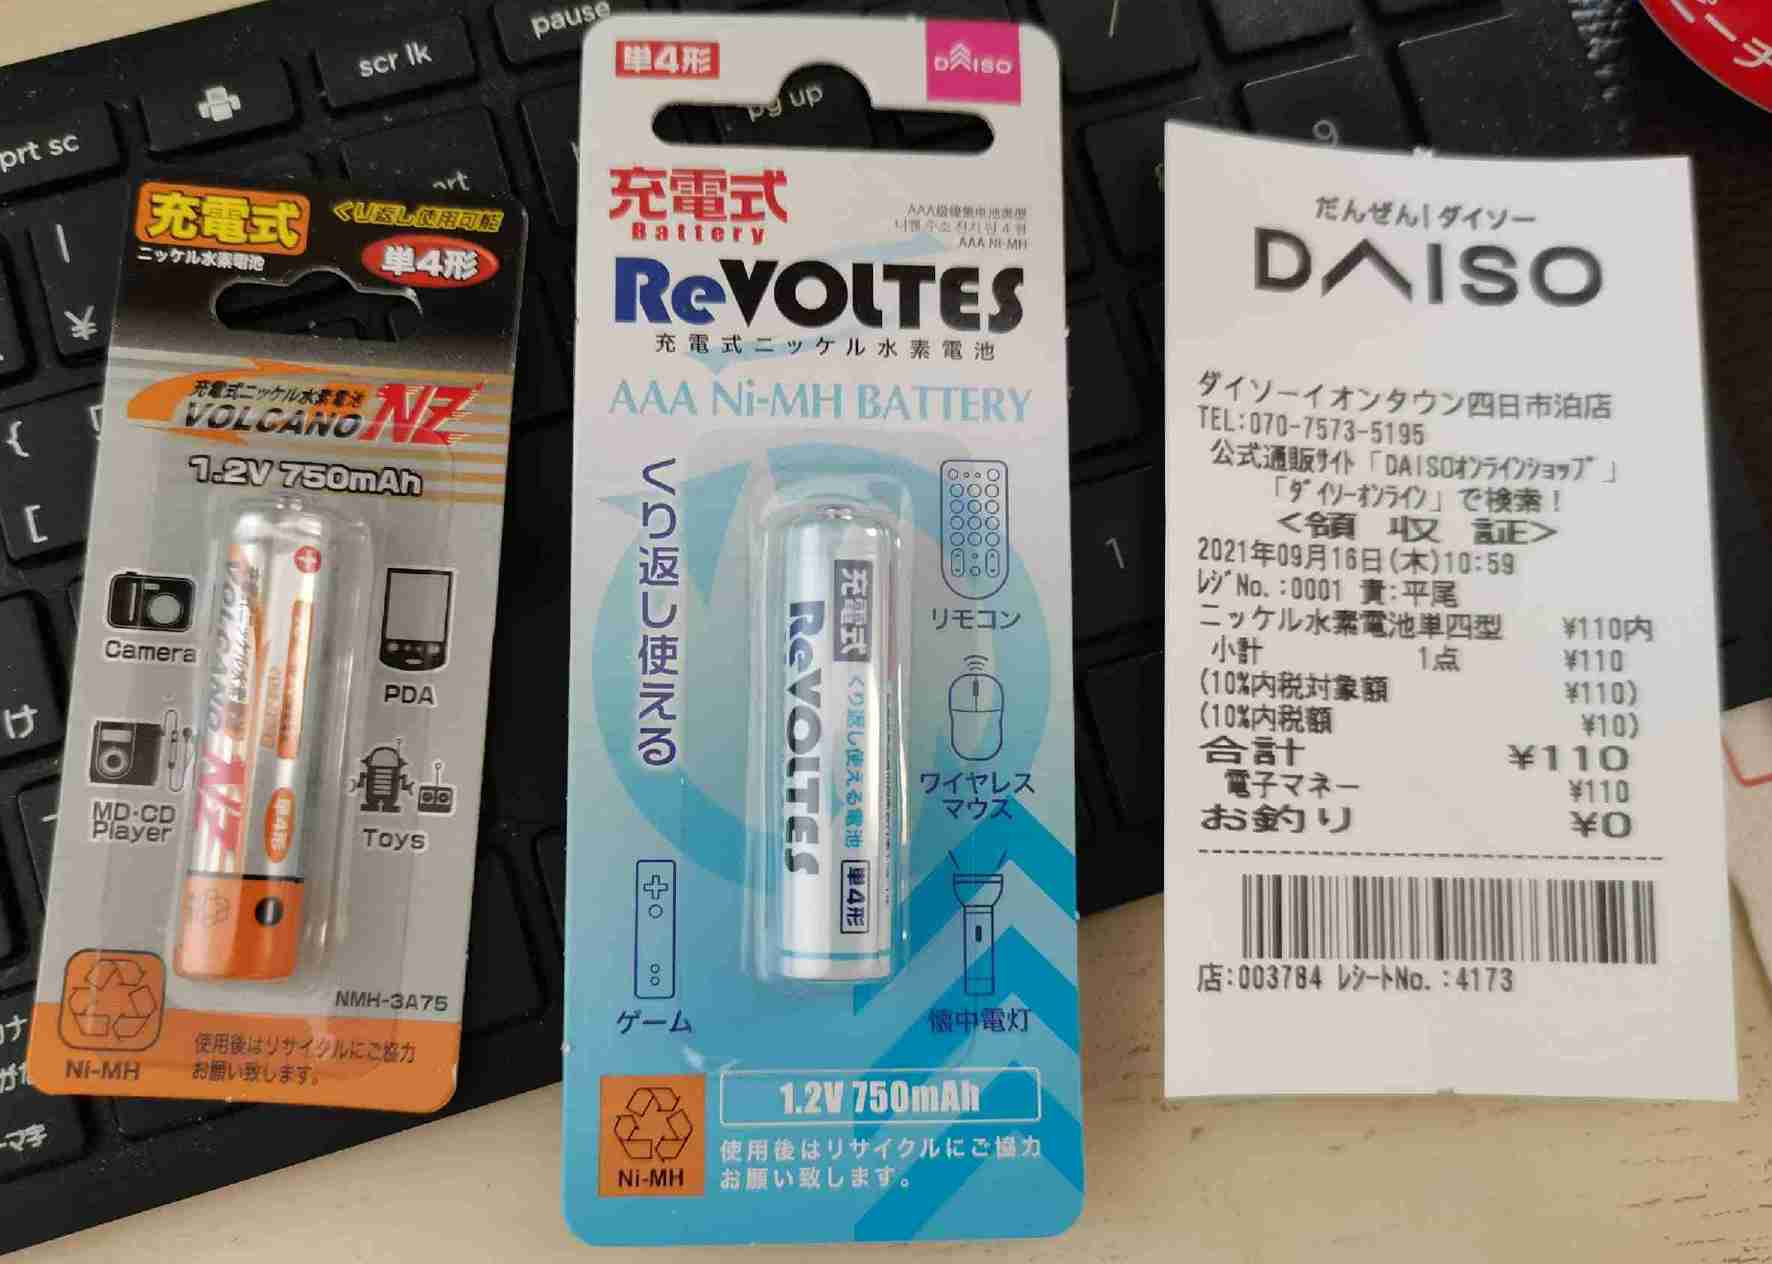 pause
scr lk
prt sc
pg up
9
1
¥
{
[
け
充電式
くり返し使用可能
ニッケル水素電池
単4形
充電式ニッケル水素電池
VOLCANO NZ
1.2V 750mAh
Camera
PDA
MD·CD
Player
Toys
VOLCANO NZ
NMH-3A75
Ni-MH
使用後はリサイクルにご協力
お願い致します。
単4形
DAISO
充電式
Battery
AAA NI-MH
ReVOLTES
充電式ニッケル水素電池
AAA Ni-MH BATTERY
くり返し使える
リモコン
ワイヤレス
マウス
ゲーム
懐中電灯
充電式
ReVOLTES
くり返し使える電池
単4形
1.2V 750mAh
Ni-MH
使用後はリサイクルにご協力
お願い致します。
だんぜん!ダイソー
DAISO
ダイソーイオンタウン四日市泊店
TEL:070-7573-5195
公式通販サイト「DAISOオンラインショップ」
「ダイソーオンライン」で検索!
<領 収 証>
2021年09月16日(木)10:59
レジNo.:0001 責:平尾
ニッケル水素電池単四型 ¥110内
小計 1点 ¥110
(10%内税対象額 ¥110)
(10%内税額 ¥10)
合計 ¥110
電子マネー ¥110
お釣り ¥0
店:003784 レシートNo.:4173